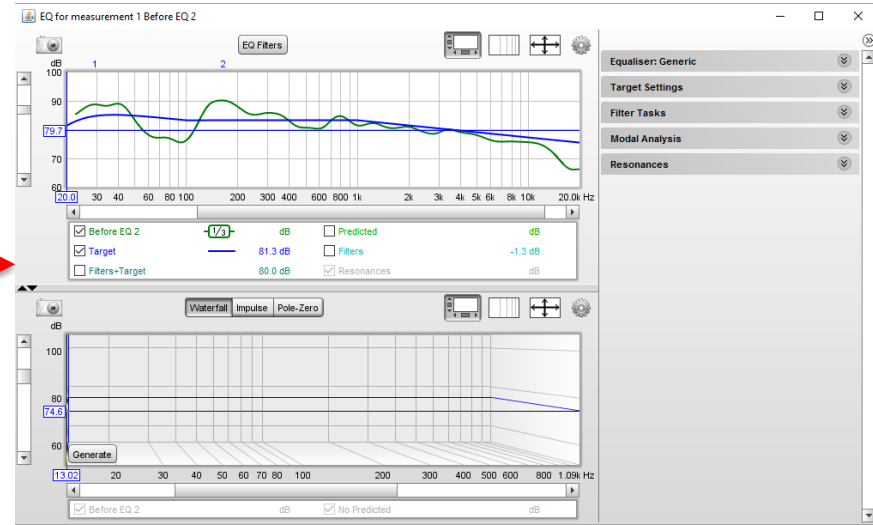 EQ for measurement 1 Before EQ 2
EQ Filters
dB
1 2
100
90
79.7
70
60
20.0 30 40 60 80 100 200 300 400 600 800 1k 2k 3k 4k 5k 6k 8k 10k 20.0k Hz
Before EQ 2 1/3 dB Predicted dB
Target 81.3 dB Filters -1.3 dB
Filters+Target 80.0 dB Resonances dB
Equaliser: Generic
Target Settings
Filter Tasks
Modal Analysis
Resonances
Waterfall Impulse Pole-Zero
dB
100
80
74.6
60
Generate
13.02 20 30 40 50 60 70 80 100 200 300 400 500 600 800 1.09k Hz
Before EQ 2 dB No Predicted dB